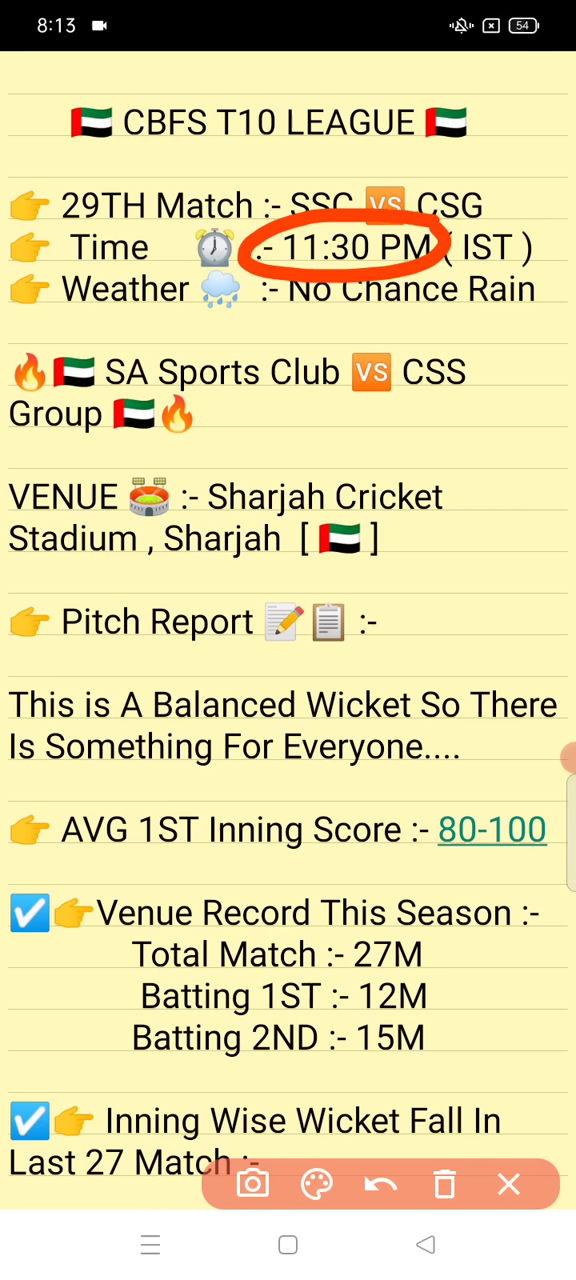 8:13
54
CBFS T10 LEAGUE
29TH Match :- SSC VS CSG
Time :- 11:30 PM ( IST )
Weather :- No Chance Rain
SA Sports Club VS CSS
Group
VENUE :- Sharjah Cricket
Stadium , Sharjah [ ]
Pitch Report :-
This is A Balanced Wicket So There
Is Something For Everyone....
AVG 1ST Inning Score :- 80-100
Venue Record This Season :-
Total Match :- 27M
Batting 1ST :- 12M
Batting 2ND :- 15M
Inning Wise Wicket Fall In
Last 27 Match :-